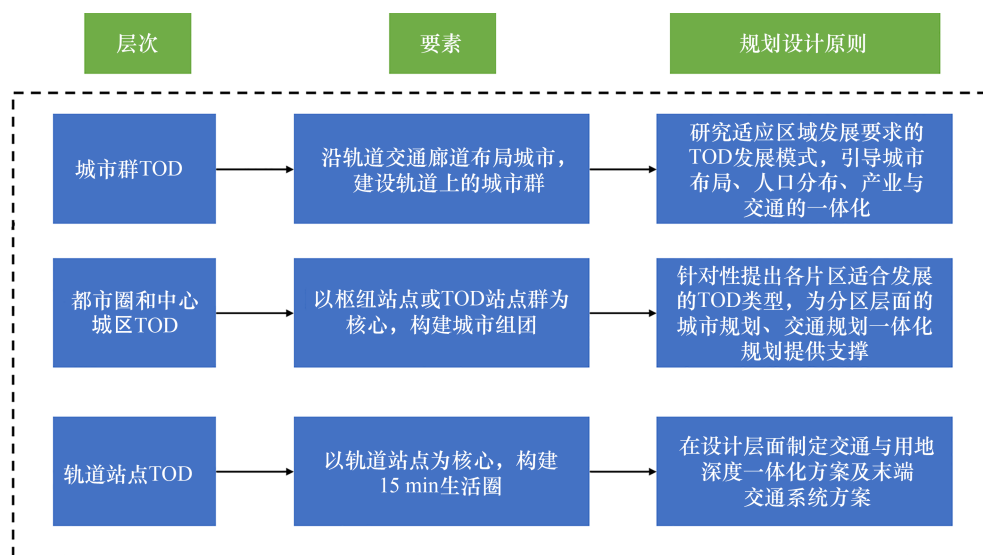 层次
要素
规划设计原则
城市群TOD
沿轨道交通廊道布局城市，
建设轨道上的城市群
研究适应区域发展要求的
TOD发展模式，引导城市
布局、人口分布、产业与
交通的一体化
都市圈和中心
城区TOD
以枢纽站点或TOD站点群为
核心，构建城市组团
针对性提出各片区适合发展
的TOD类型，为分区层面的
城市规划、交通规划一体化
规划提供支撑
轨道站点TOD
以轨道站点为核心，构建
15 min生活圈
在设计层面制定交通与用地
深度一体化方案及末端
交通系统方案